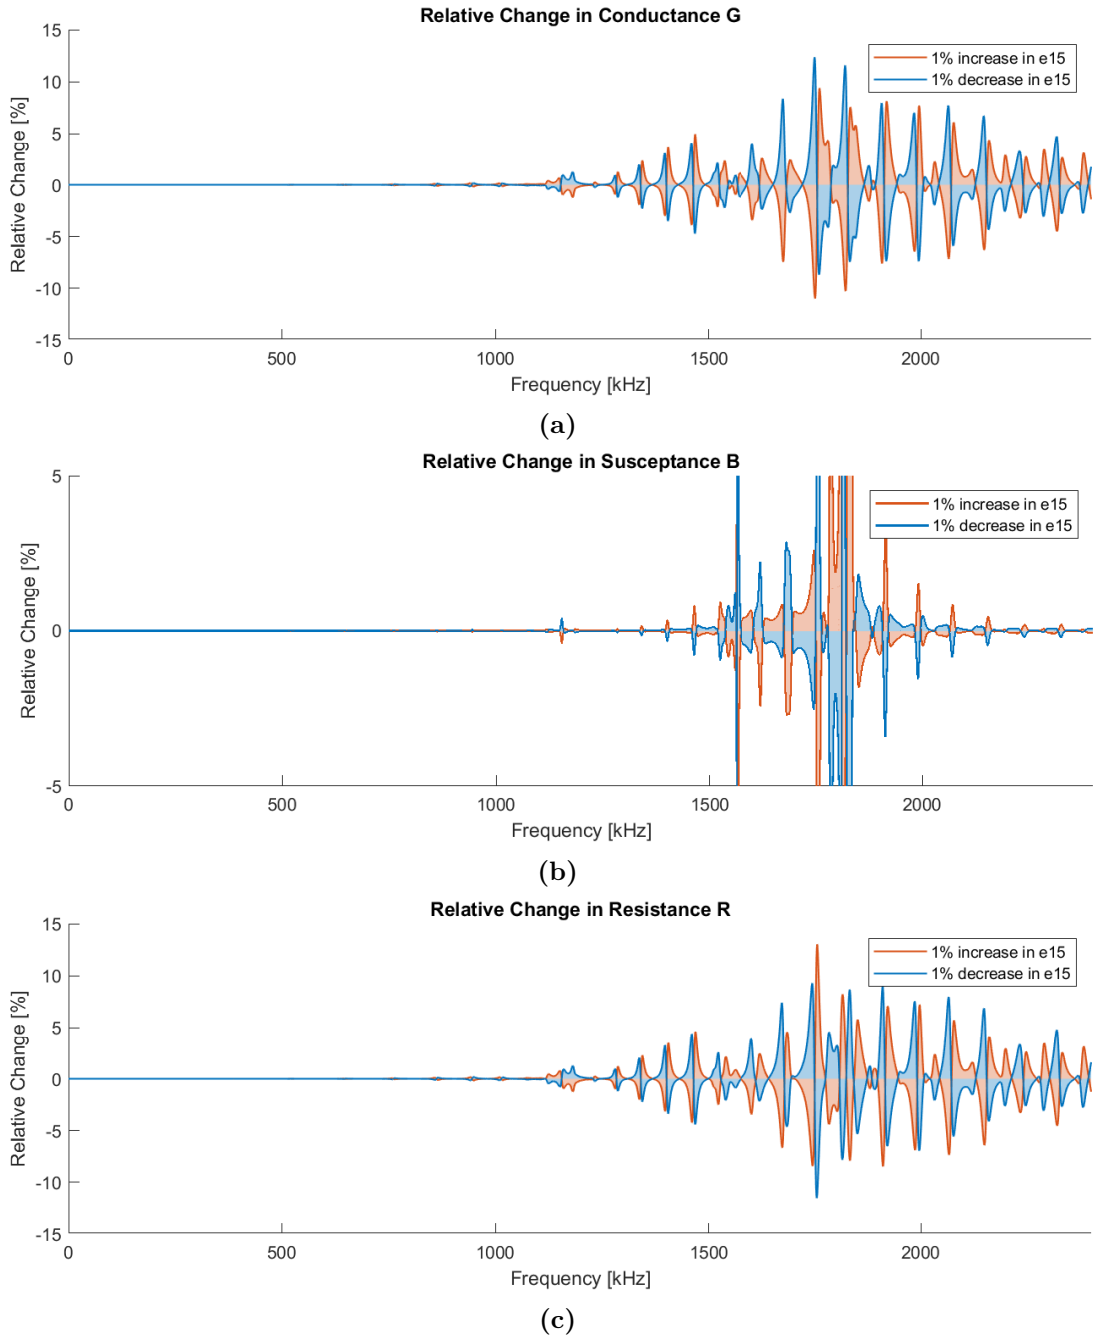 Relative Change in Conductance G
15
10
5
0
-5
-10
-15
Relative Change [%]
1% increase in e15
1% decrease in e15
0 500 1000 1500 2000
Frequency [kHz]
(a)
Relative Change in Susceptance B
5
0
-5
Relative Change [%]
1% increase in e15
1% decrease in e15
0 500 1000 1500 2000
Frequency [kHz]
(b)
Relative Change in Resistance R
15
10
5
0
-5
-10
-15
Relative Change [%]
1% increase in e15
1% decrease in e15
0 500 1000 1500 2000
Frequency [kHz]
(c)